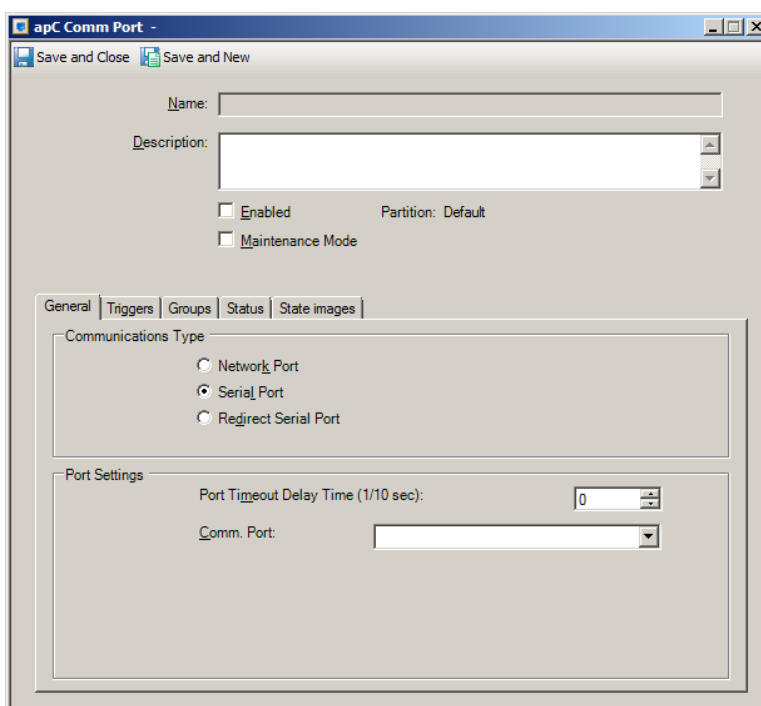 apC Comm Port -
Save and Close Save and New
Name:
Description:
Enabled Partition: Default
Maintenance Mode
General Triggers Groups Status State images
Communications Type
Network Port
Serial Port
Redirect Serial Port
Port Settings
Port Timeout Delay Time (1/10 sec): 0
Comm. Port: